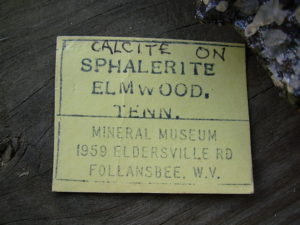 CALCITE ON
SPHALERITE
ELMWOOD,
TENN.
MINERAL MUSEUM
1959 ELDERSVILLE RD
FOLLANSBEE, W.V.